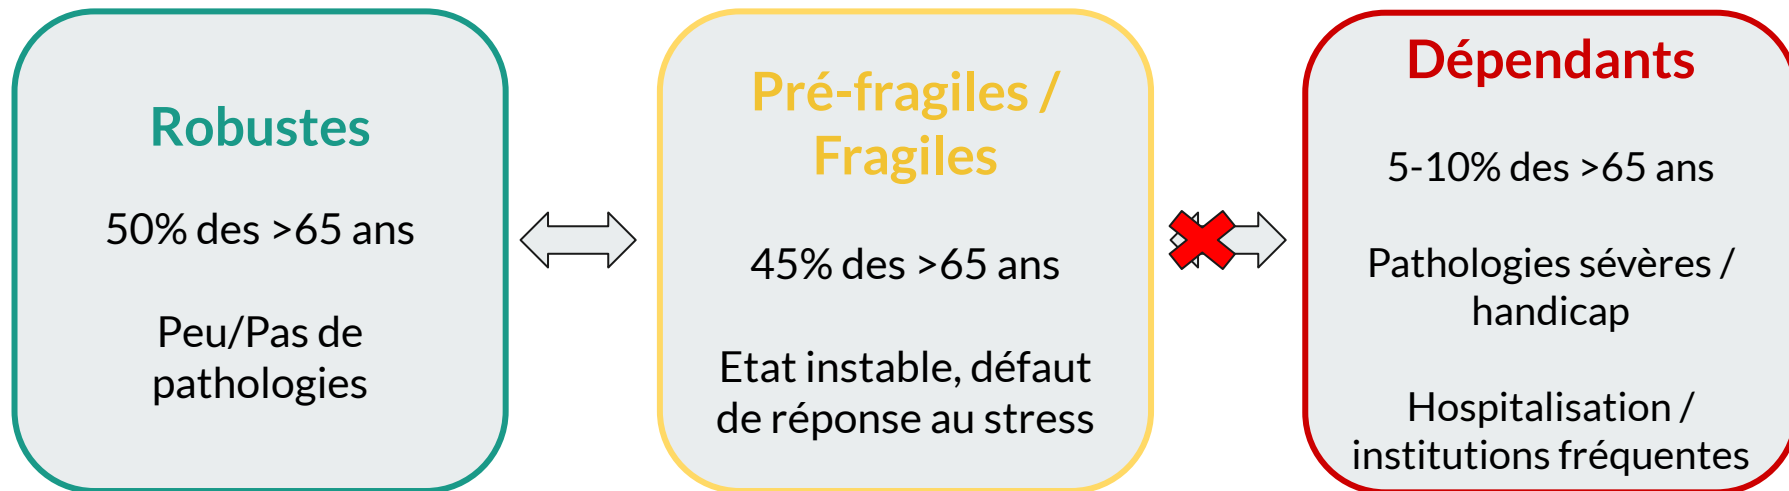 Robustes
50% des >65 ans
Peu/Pas de
pathologies
Pré-fragiles /
Fragiles
45% des >65 ans
Etat instable, défaut
de réponse au stress
Dépendants
5-10% des >65 ans
Pathologies sévères /
handicap
Hospitalisation /
institutions fréquentes